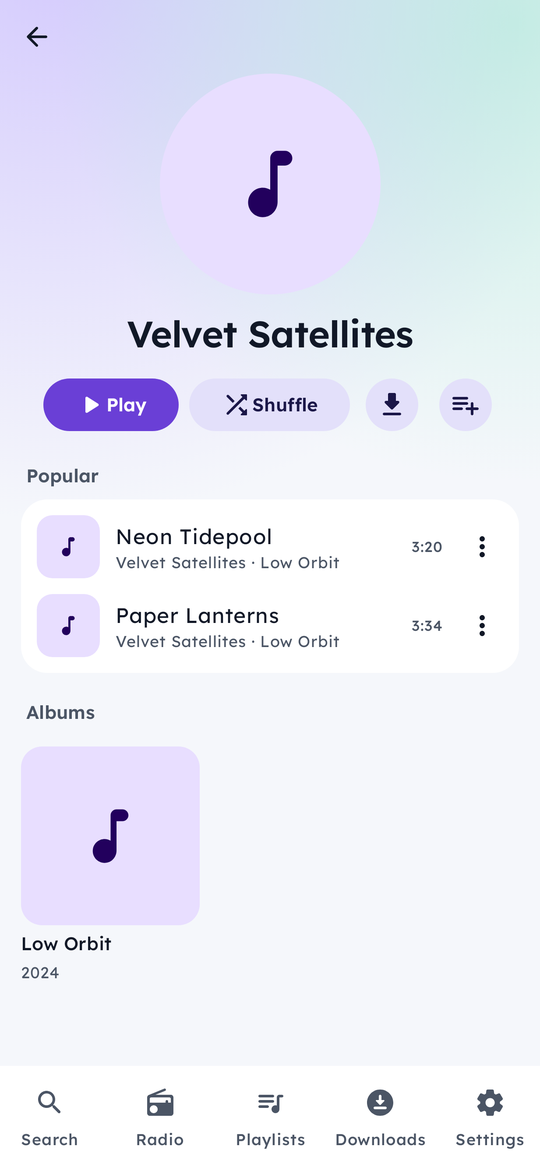 Velvet Satellites
Play
Shuffle
Popular
Neon Tidepool
Velvet Satellites · Low Orbit
3:20
Paper Lanterns
Velvet Satellites · Low Orbit
3:34
Albums
Low Orbit
2024
Search
Radio
Playlists
Downloads
Settings